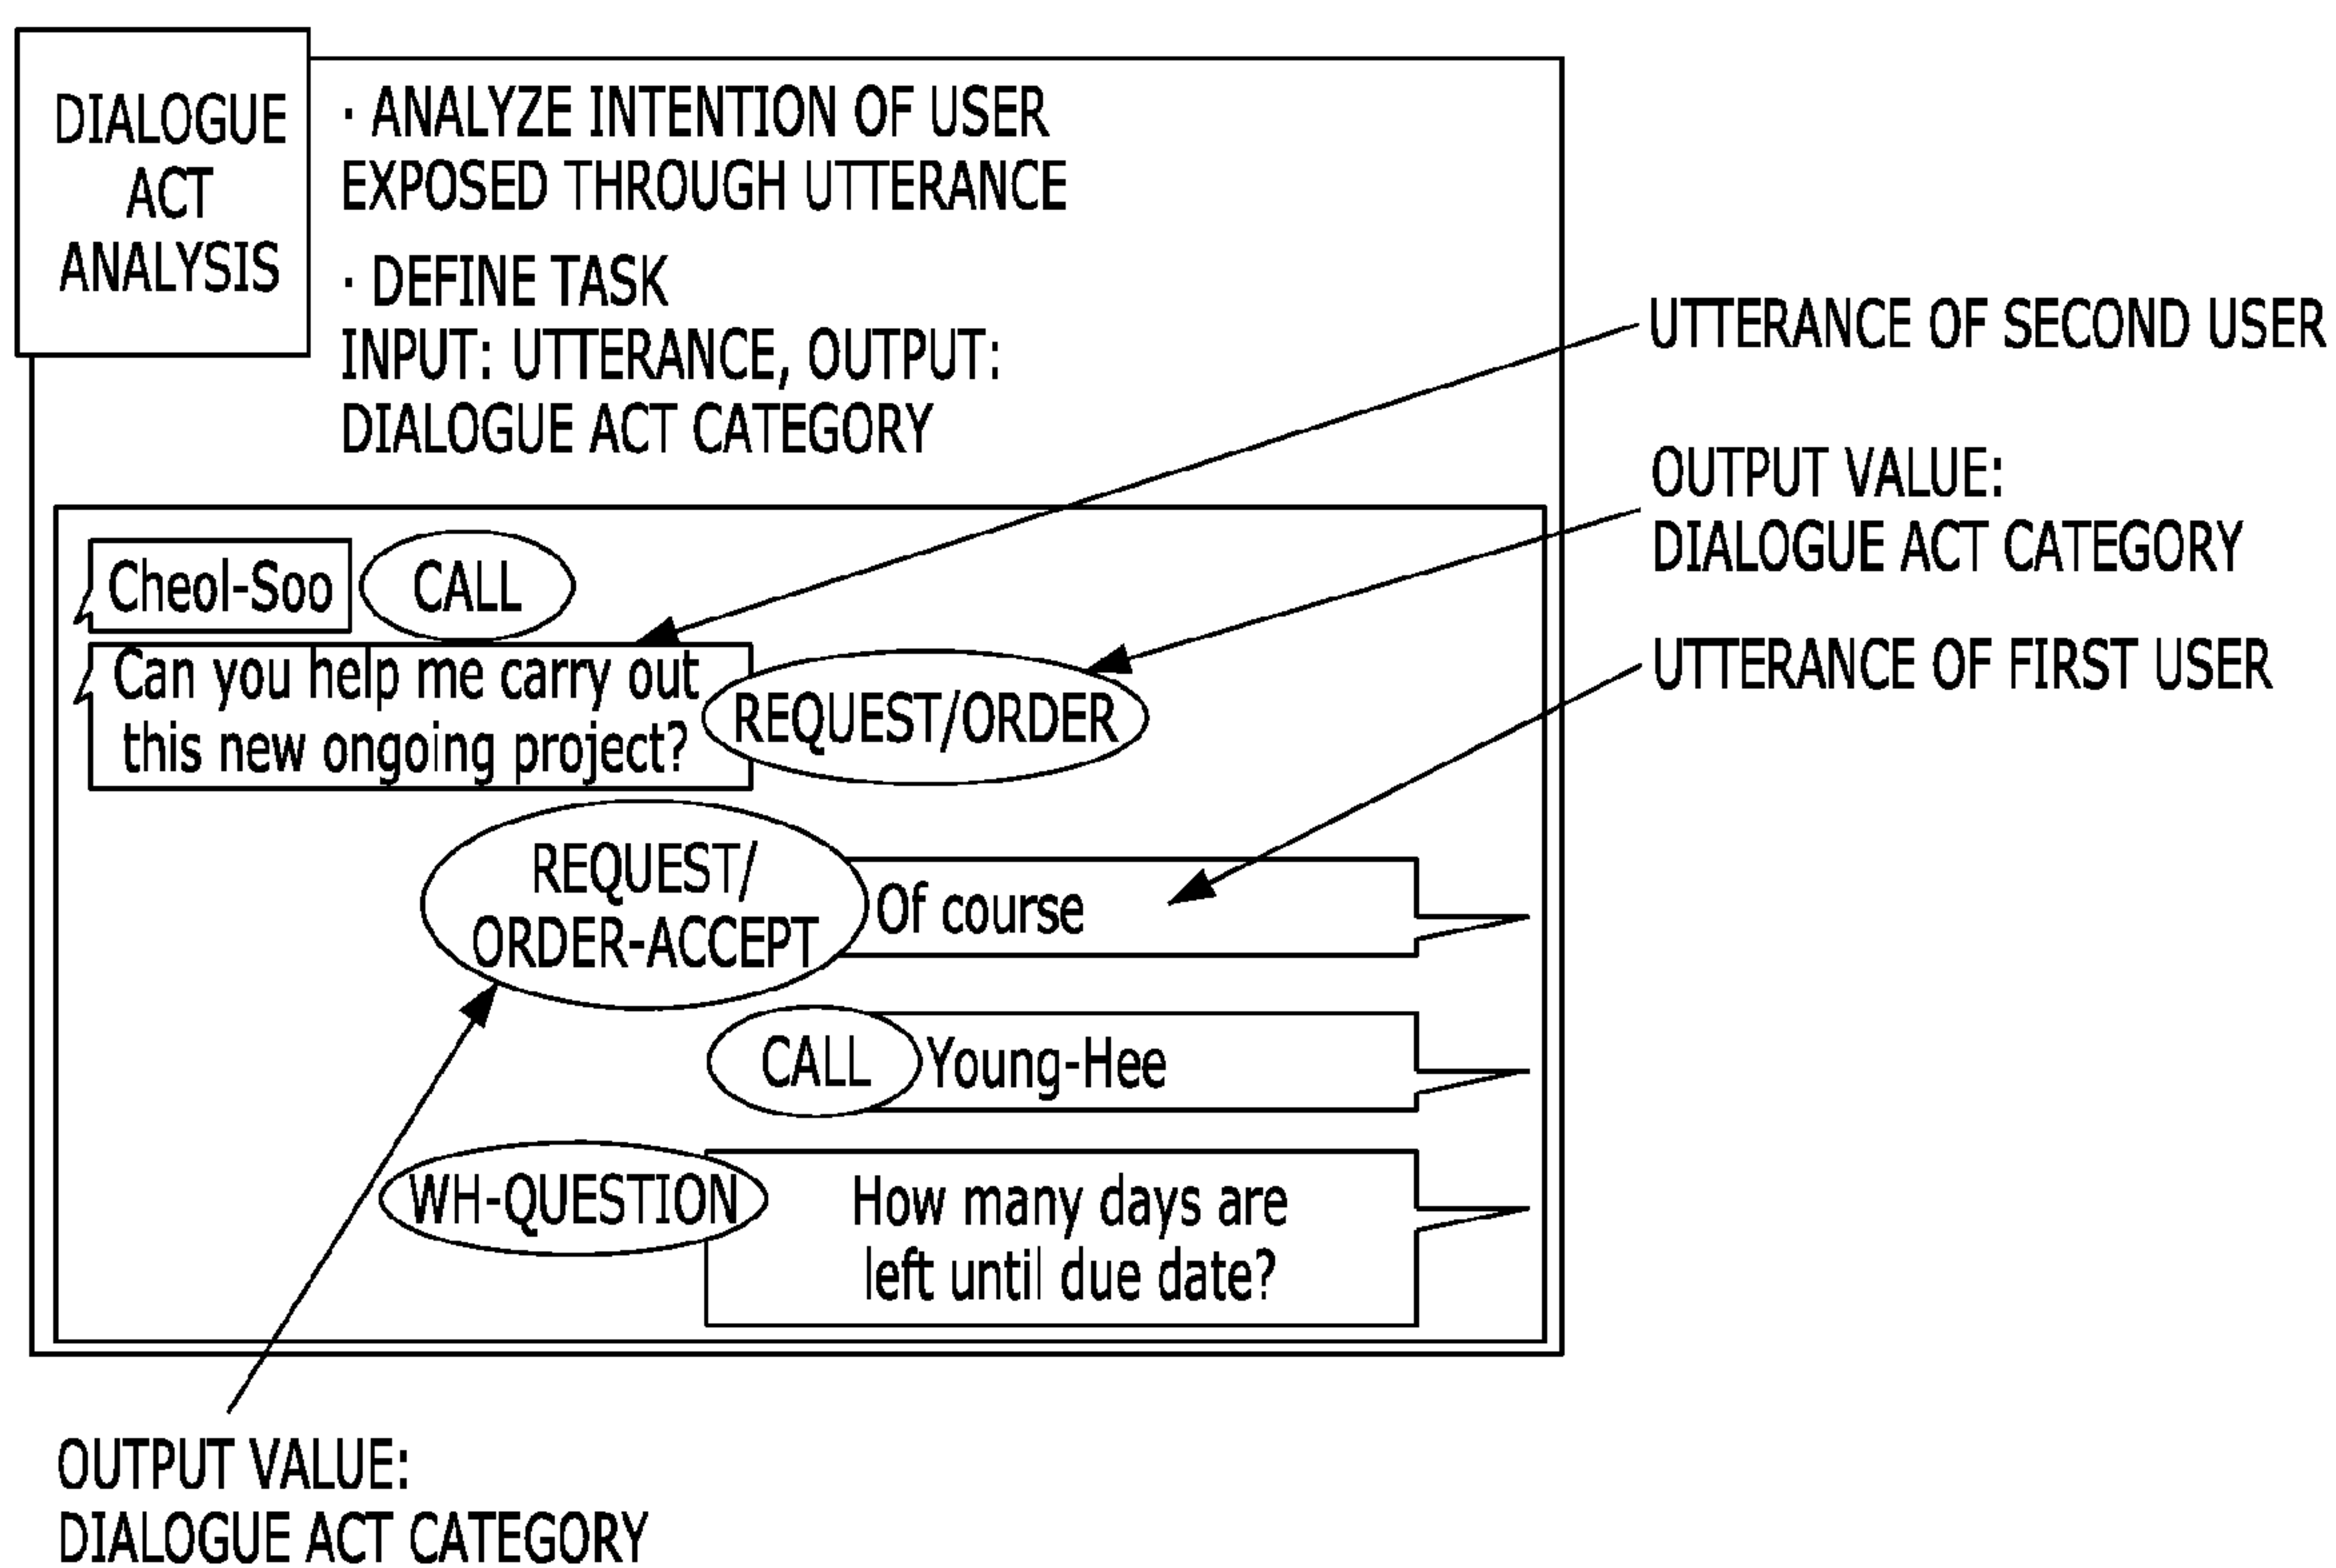 DIALOGUE
ACT
ANALYSIS
· ANALYZE INTENTION OF USER
EXPOSED THROUGH UTTERANCE
· DEFINE TASK
INPUT: UTTERANCE, OUTPUT:
DIALOGUE ACT CATEGORY
UTTERANCE OF SECOND USER
OUTPUT VALUE:
DIALOGUE ACT CATEGORY
UTTERANCE OF FIRST USER
Cheol-Soo
CALL
Can you help me carry out
this new ongoing project?
REQUEST/ORDER
REQUEST/
ORDER-ACCEPT
Of course
CALL
Young-Hee
WH-QUESTION
How many days are
left until due date?
OUTPUT VALUE:
DIALOGUE ACT CATEGORY